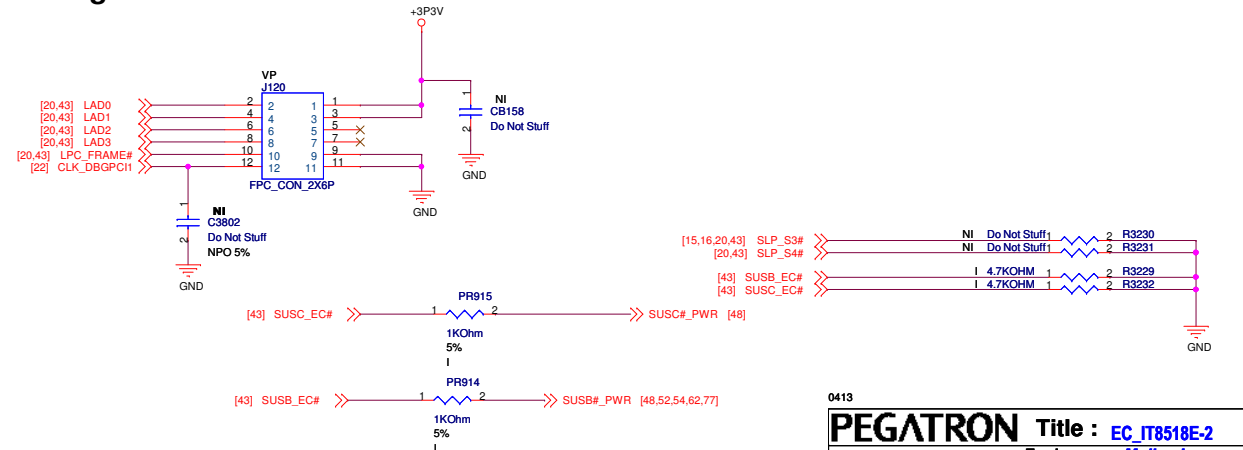 +3P3V
VP
J120
[20,43] LAD0 2 2 1 1
[20,43] LAD1 4 4 3 3
[20,43] LAD2 6 6 5 5
[20,43] LAD3 8 8 7 7
[20,43] LPC_FRAME# 10 10 9 9
[22] CLK_DBGPCI1 12 12 11 11
FPC_CON_2X6P
1
NI
CB158
2 Do Not Stuff
GND
GND
1
NI
C3802
2 Do Not Stuff
NPO 5%
GND
[15,16,20,43] SLP_S3# NI Do Not Stuff 1 2 R3230
[20,43] SLP_S4# NI Do Not Stuff 1 2 R3231
[43] SUSB_EC# I 4.7KOHM 1 2 R3229
[43] SUSC_EC# I 4.7KOHM 1 2 R3232
GND
PR915
[43] SUSC_EC# 1 2 SUSC#_PWR [48]
1KOhm
5%
I
PR914
[43] SUSB_EC# 1 2 SUSB#_PWR [48,52,54,62,77]
1KOhm
5%
0413
PEGATRON Title : EC_IT8518E-2